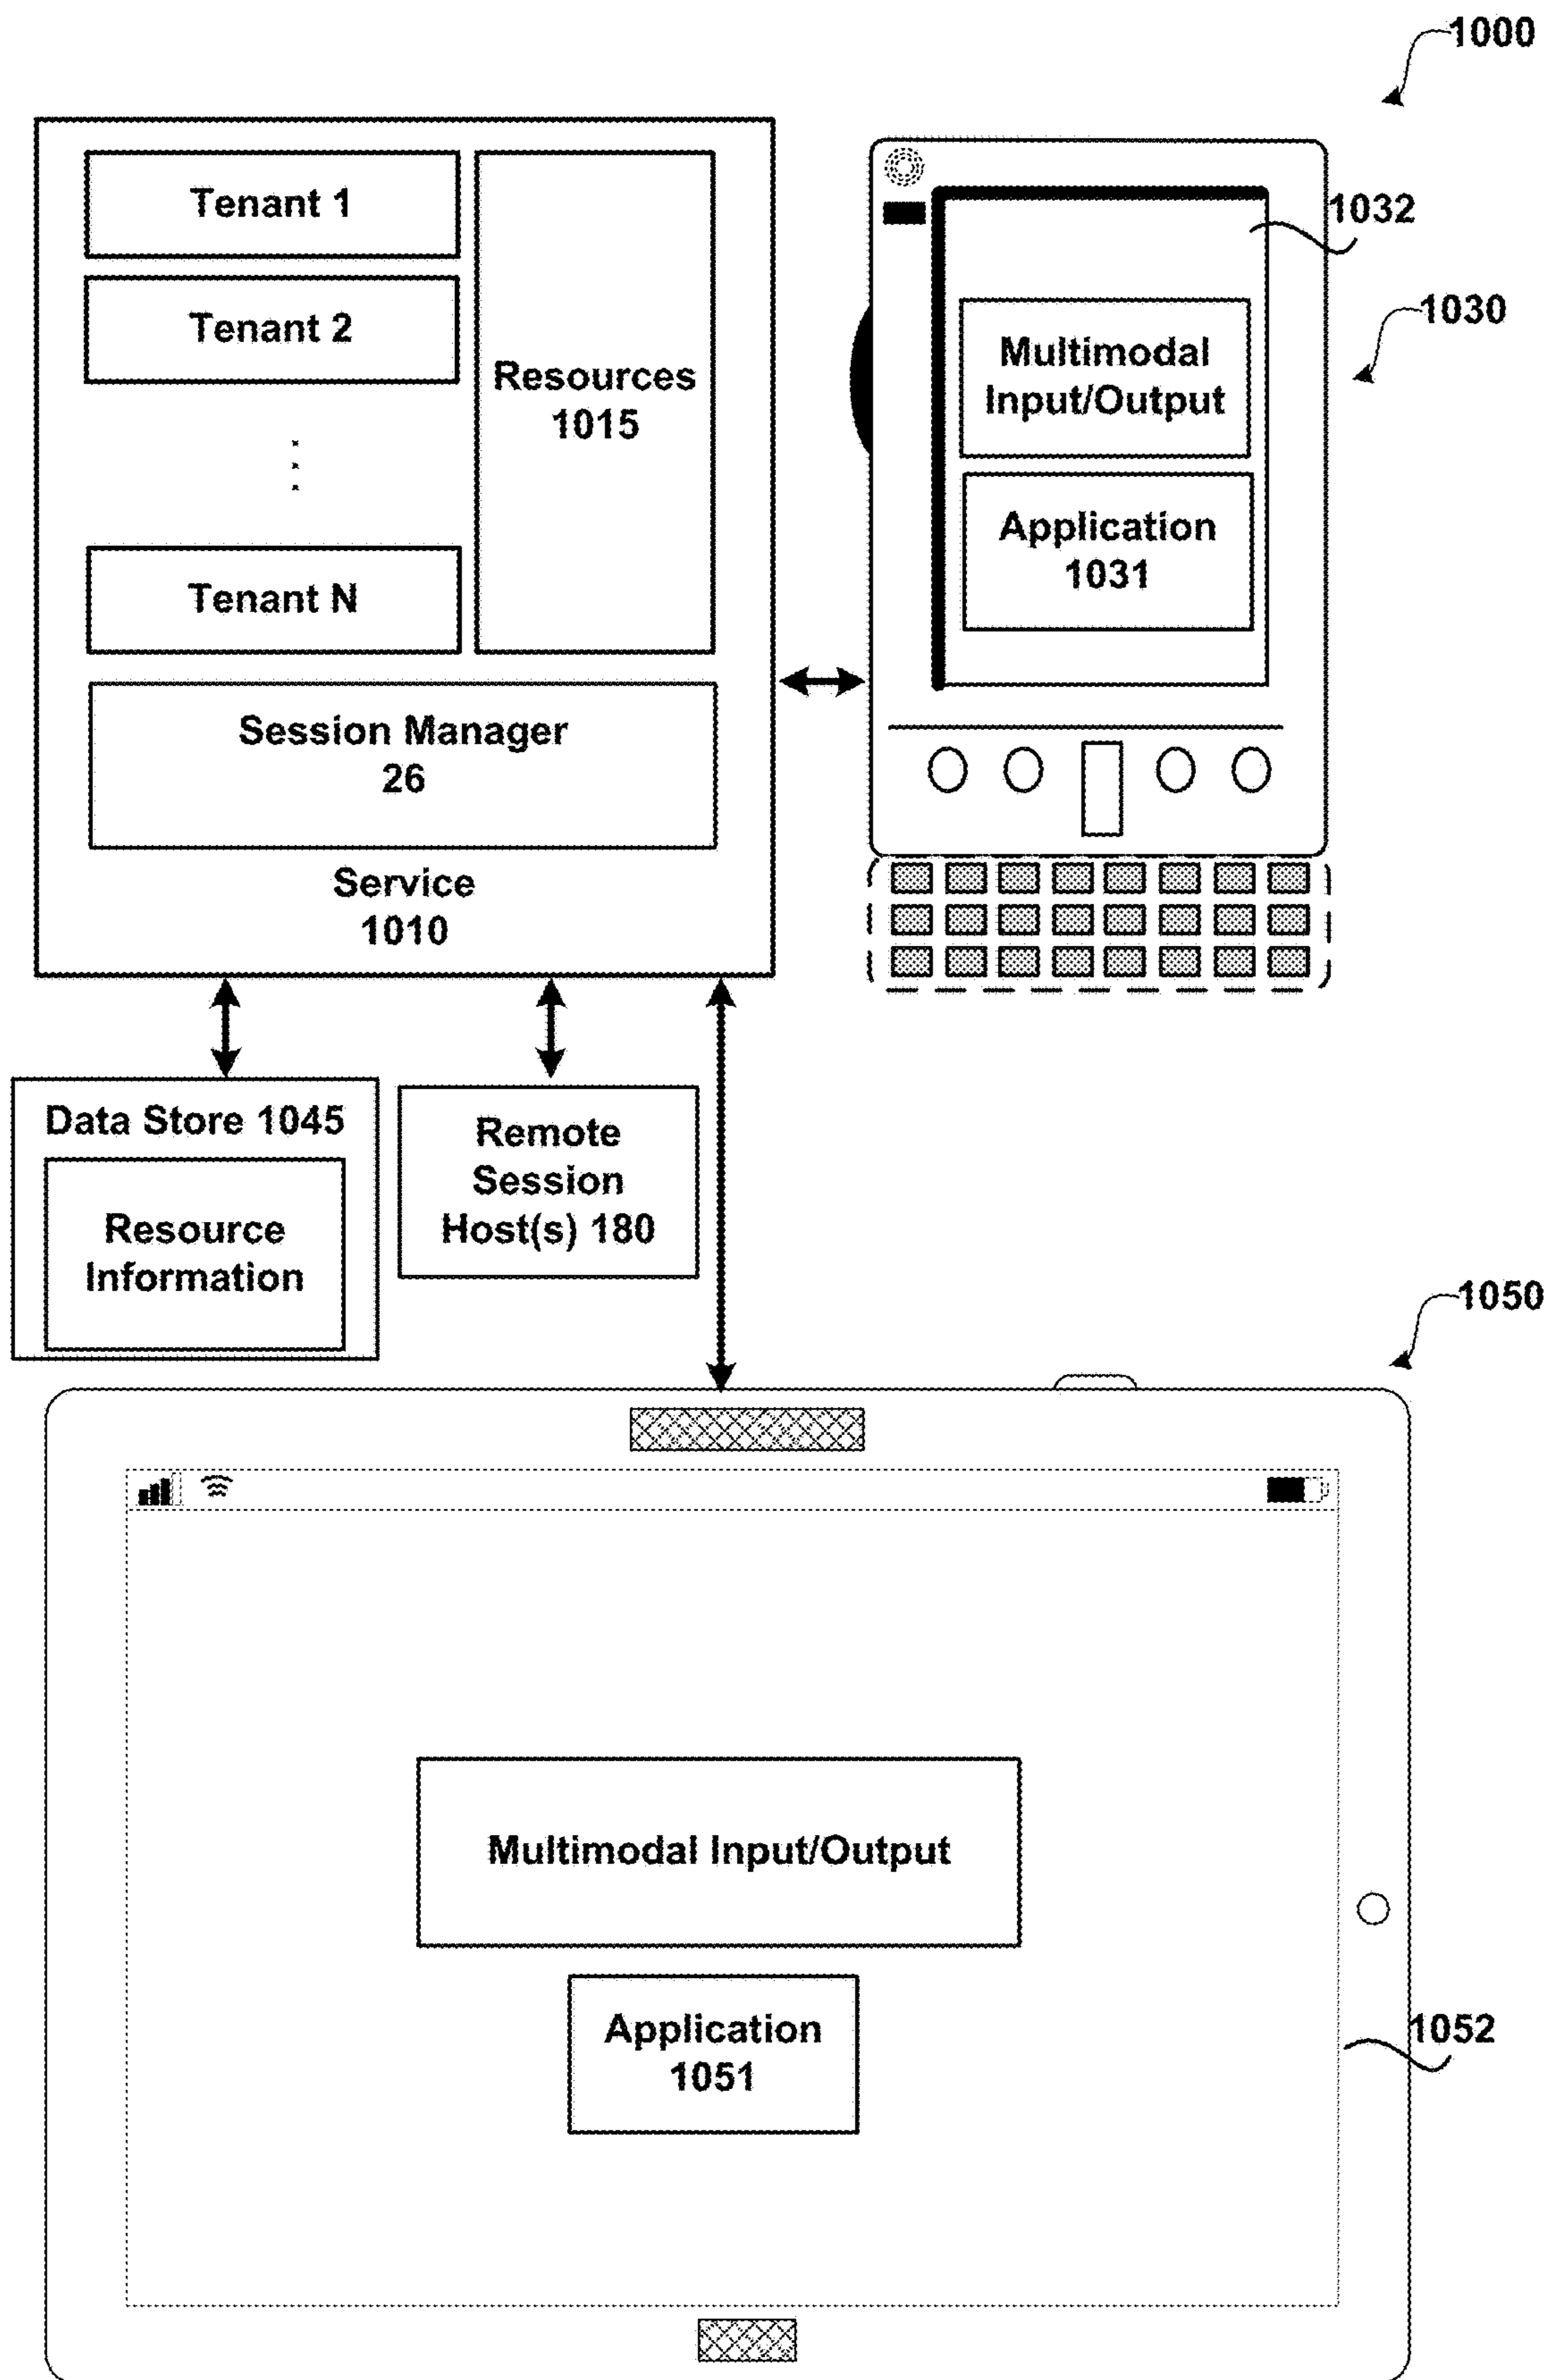 1000
Tenant 1
Tenant 2
Tenant N
Resources
1015
Session Manager
26
Service
1010
1032
1030
Multimodal
Input/Output
Application
1031
Data Store 1045
Resource
Information
Remote
Session
Host(s) 180
1050
Multimodal Input/Output
Application
1051
1052